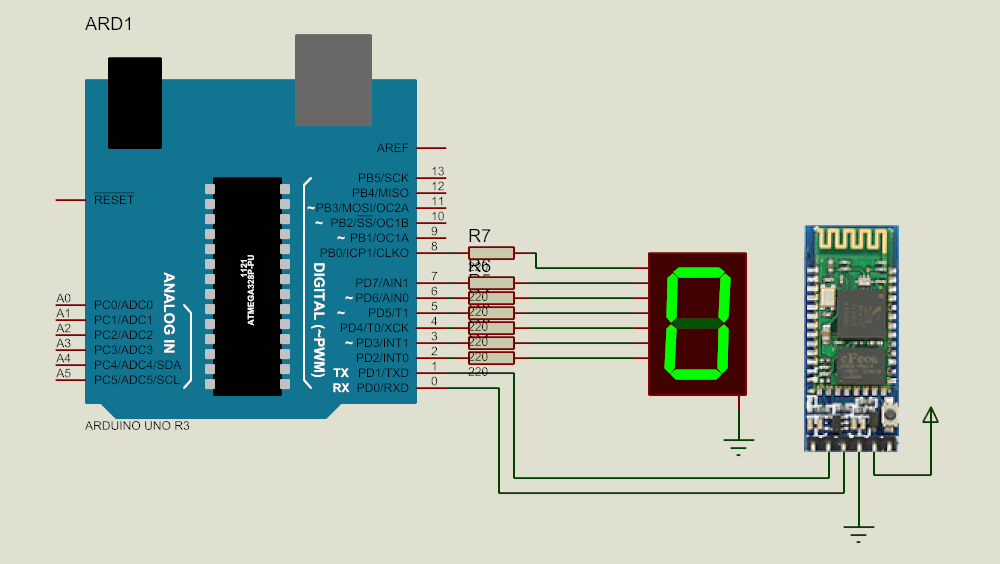 ARD1
AREF
PB5/SCK 13
PB4/MISO 12
RESET
~PB3/MOSI/OC2A 11
~ PB2/SS/OC1B 10
~ PB1/OC1A 9
PB0/ICP1/CLKO 8
R7
PD7/AIN1 7
~ PD6/AIN0 6
220
~ PD5/T1 5
220
PD4/T0/XCK 4
220
~ PD3/INT1 3
220
PD2/INT0 2
220
TX PD1/TXD 1
220
RX PD0/RXD 0
A0 PC0/ADC0
A1 PC1/ADC1
A2 PC2/ADC2
A3 PC3/ADC3
A4 PC4/ADC4/SDA
A5 PC5/ADC5/SCL
ANALOG IN
1121
ATMEGA328P-PU
DIGITAL (~PWM)
ARDUINO UNO R3
0